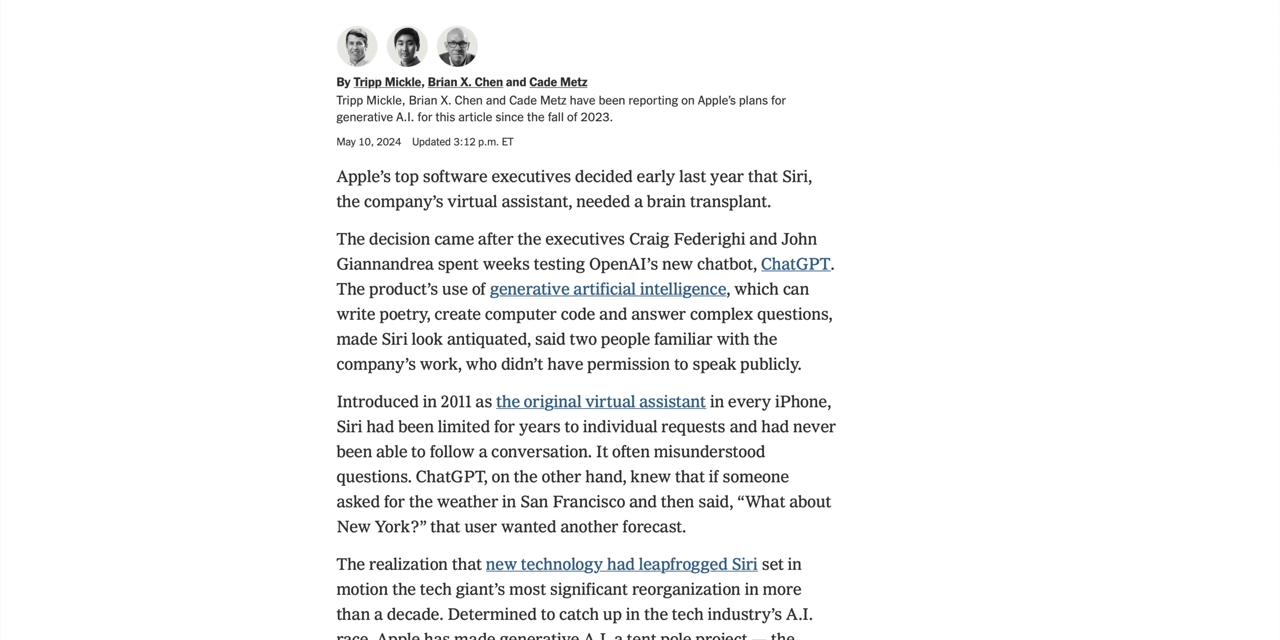 By Tripp Mickle, Brian X. Chen and Cade Metz
Tripp Mickle, Brian X. Chen and Cade Metz have been reporting on Apple’s plans for
generative A.I. for this article since the fall of 2023.
May 10, 2024 Updated 3:12 p.m. ET
Apple’s top software executives decided early last year that Siri,
the company’s virtual assistant, needed a brain transplant.
The decision came after the executives Craig Federighi and John
Giannandrea spent weeks testing OpenAI’s new chatbot, ChatGPT.
The product’s use of generative artificial intelligence, which can
write poetry, create computer code and answer complex questions,
made Siri look antiquated, said two people familiar with the
company’s work, who didn’t have permission to speak publicly.
Introduced in 2011 as the original virtual assistant in every iPhone,
Siri had been limited for years to individual requests and had never
been able to follow a conversation. It often misunderstood
questions. ChatGPT, on the other hand, knew that if someone
asked for the weather in San Francisco and then said, “What about
New York?” that user wanted another forecast.
The realization that new technology had leapfrogged Siri set in
motion the tech giant’s most significant reorganization in more
than a decade. Determined to catch up in the tech industry’s A.I.
race, Apple has made generative A.I. a tent pole project — the